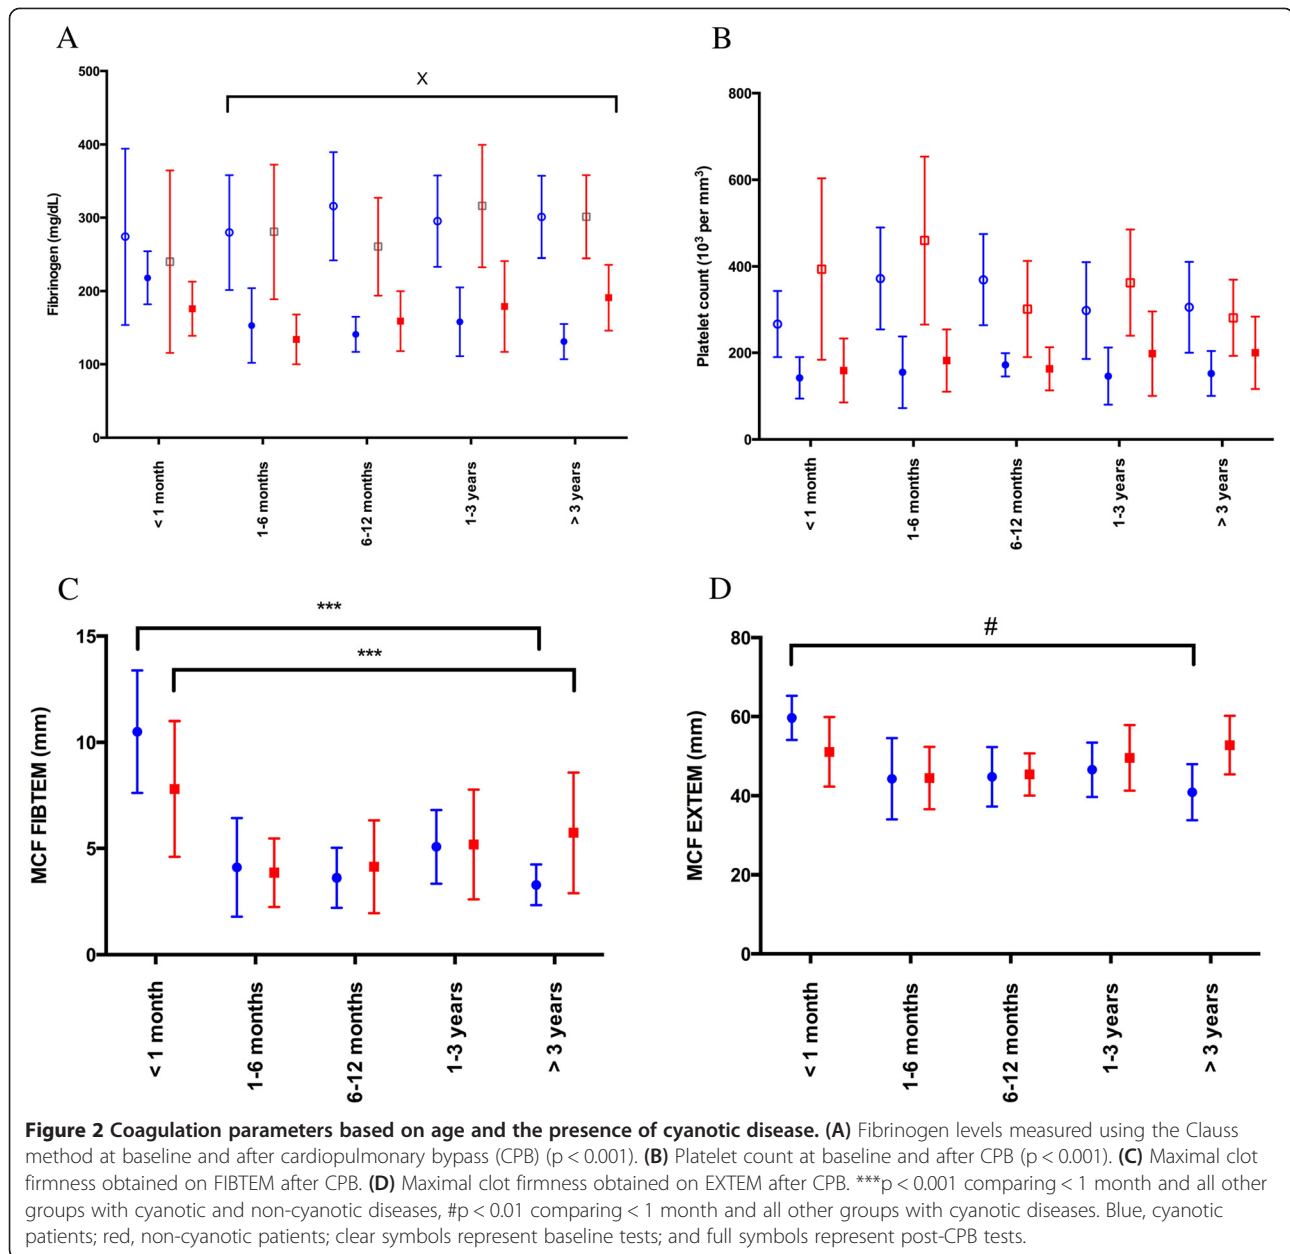 A
500
400
300
200
100
0
Fibrinogen (mg/dL)
X
< 1 month
1-6 months
6-12 months
1-3 years
> 3 years
B
800
600
400
200
0
Platelet count (10³ per mm³)
< 1 month
1-6 months
6-12 months
1-3 years
> 3 years
C
15
10
5
0
MCF FIBTEM (mm)
***
***
< 1 month
1-6 months
6-12 months
1-3 years
> 3 years
D
80
60
40
20
0
MCF EXTEM (mm)
#
< 1 month
1-6 months
6-12 months
1-3 years
> 3 years
Figure 2 Coagulation parameters based on age and the presence of cyanotic disease. (A) Fibrinogen levels measured using the Clauss
method at baseline and after cardiopulmonary bypass (CPB) (p < 0.001). (B) Platelet count at baseline and after CPB (p < 0.001). (C) Maximal clot
firmness obtained on FIBTEM after CPB. (D) Maximal clot firmness obtained on EXTEM after CPB. ***p < 0.001 comparing < 1 month and all other
groups with cyanotic and non-cyanotic diseases, #p < 0.01 comparing < 1 month and all other groups with cyanotic diseases. Blue, cyanotic
patients; red, non-cyanotic patients; clear symbols represent baseline tests; and full symbols represent post-CPB tests.